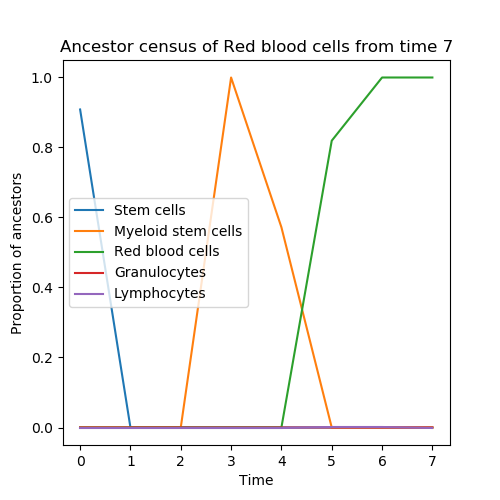 Ancestor census of Red blood cells from time 7
Proportion of ancestors
1.0
0.8
0.6
0.4
0.2
0.0
Stem cells
Myeloid stem cells
Red blood cells
Granulocytes
Lymphocytes
0 1 2 3 4 5 6 7
Time